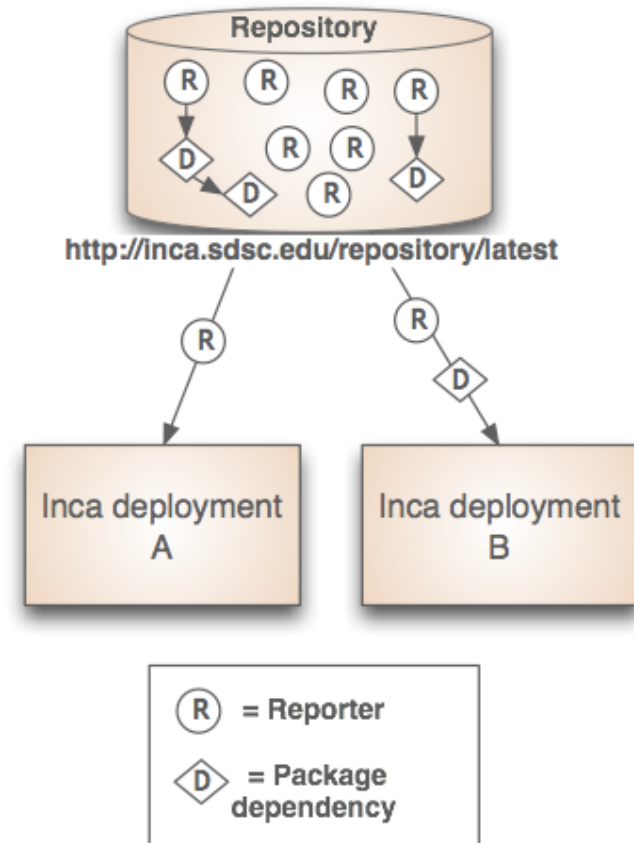 Repository
R R R R
D R R
D R D
http://inca.sdsc.edu/repository/latest
R R
D
Inca deployment
A
Inca deployment
B
R = Reporter
D = Package
dependency